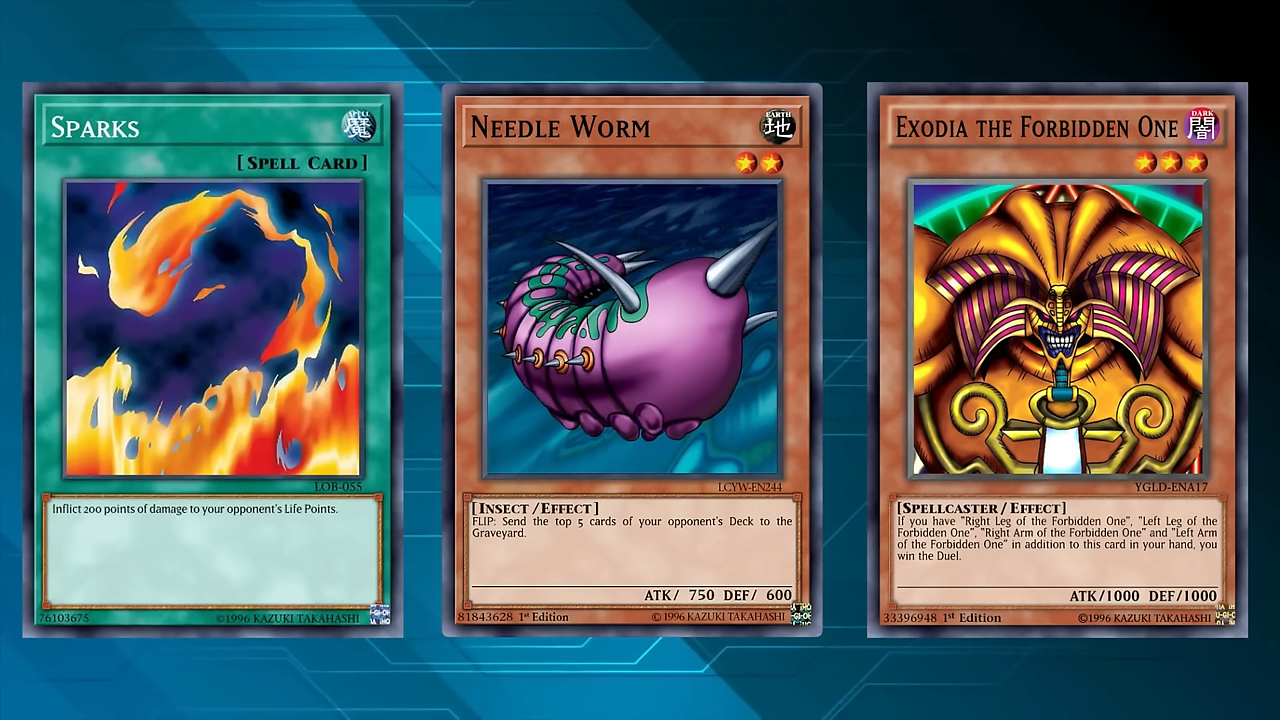 SPARKS
魔
[SPELL CARD]
LOB-055
Inflict 200 points of damage to your opponent's Life Points.
76103675
©1996 KAZUKI TAKAHASHI
NEEDLE WORM
EARTH
地
LCYW-EN244
[INSECT/EFFECT]
FLIP: Send the top 5 cards of your opponent's Deck to the
Graveyard.
ATK/ 750 DEF/ 600
81843628 1st Edition
©1996 KAZUKI TAKAHASHI
EXODIA THE FORBIDDEN ONE
DARK
闇
YGLD-ENA17
[SPELLCASTER/EFFECT]
If you have "Right Leg of the Forbidden One", "Left Leg of the
Forbidden One", "Right Arm of the Forbidden One" and "Left Arm
of the Forbidden One" in addition to this card in your hand, you
win the Duel.
ATK/1000 DEF/1000
33396948 1st Edition
©1996 KAZUKI TAKAHASHI